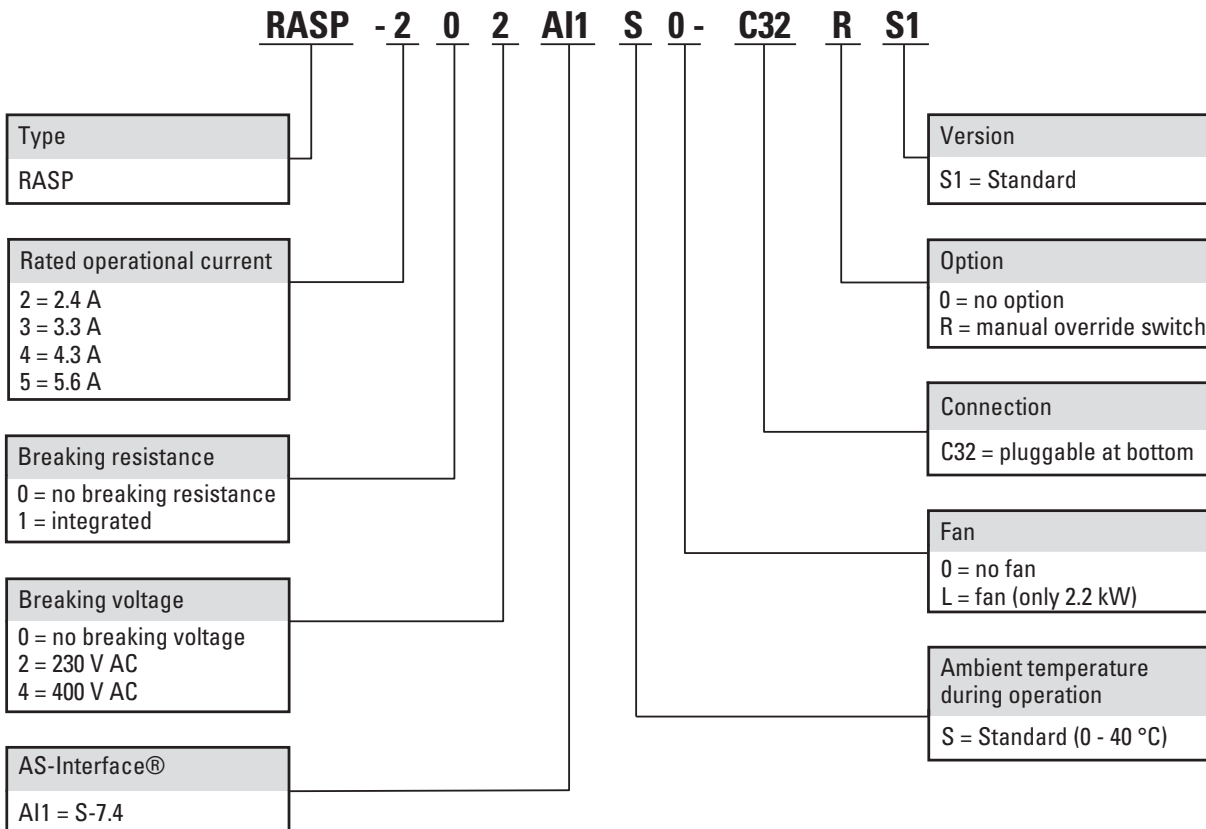 RASP - 2 0 2 AI1 S 0 - C32 R S1
Type
RASP
Rated operational current
2 = 2.4 A
3 = 3.3 A
4 = 4.3 A
5 = 5.6 A
Breaking resistance
0 = no breaking resistance
1 = integrated
Breaking voltage
0 = no breaking voltage
2 = 230 V AC
4 = 400 V AC
AS-Interface®
AI1 = S-7.4
Version
S1 = Standard
Option
0 = no option
R = manual override switch
Connection
C32 = pluggable at bottom
Fan
0 = no fan
L = fan (only 2.2 kW)
Ambient temperature
during operation
S = Standard (0 - 40 °C)